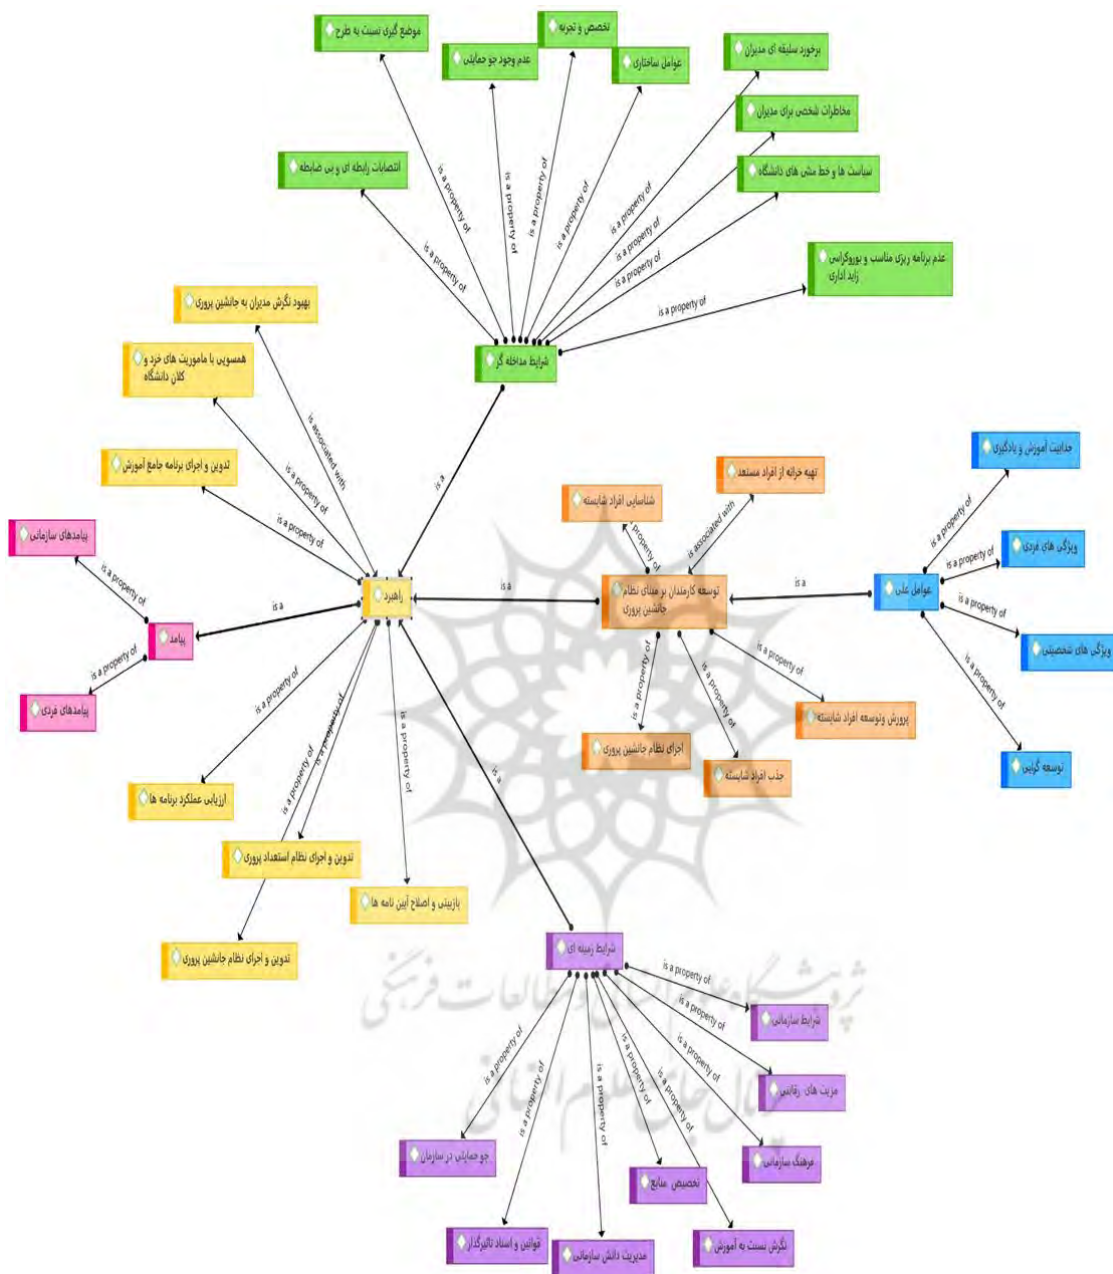 تخصص و تجربه
موضع گیری نسبت به طرح
برخورد سلیقه ای مدیران
عدم وجود جو حمایتی
عوامل ساختاری
مخاطرات شخصی برای مدیران
انتصابات رابطه ای و بی ضابطه
سیاست ها و خط مشی های دانشگاه
is a property of
is a property of
is a property of
is a property of
is a property of
is a property of
is a property of
is a property of
is a property of
عدم برنامه ریزی مناسب و بوروکراسی
زاید اداری
شرایط مداخله گر
بهبود نگرش مدیران به جانشین پروری
همسویی با ماموریت های خرد و
کلان دانشگاه
is associated with
is a property of
is a
تدوین و اجرای برنامه جامع آموزش
is a property of
جذابیت آموزش و یادگیری
تهیه خزانه از افراد مستعد
شناسایی افراد شایسته
is associated with
property of
is a property of
پیامدهای سازمانی
ویژگی های فردی
is a property of
is a property of
راهبرد
توسعه کارمندان بر مبنای نظام
جانشین پروری
عوامل علی
is a
is a
is a
پیامد
is a property of
پیامدهای فردی
ویژگی های شخصیتی
is a property of
is a property of
is a property of
is a property of
is a property of
پرورش وتوسعه افراد شایسته
اجرای نظام جانشین پروری
جذب افراد شایسته
توسعه گرایی
is a property of
is a property of
is a property of
is a property of
is a
ارزیابی عملکرد برنامه ها
تدوین و اجرای نظام استعداد پروری
بازبینی و اصلاح آیین نامه ها
تدوین و اجرای نظام جانشین پروری
شرایط زمینه ای
پژوهشگاه علوم انسانی و مطالعات فرهنگی
پرتال جامع علوم انسانی
is a property of
is a property of
is a property of
is a property of
is a property of
is a property of
is a property of
is a property of
شرایط سازمانی
مزیت های رقابتی
فرهنگ سازمانی
جو حمایتی در سازمان
تخصیص منابع
نگرش نسبت به آموزش
قوانین و اسناد تاثیرگذار
مدیریت دانش سازمانی